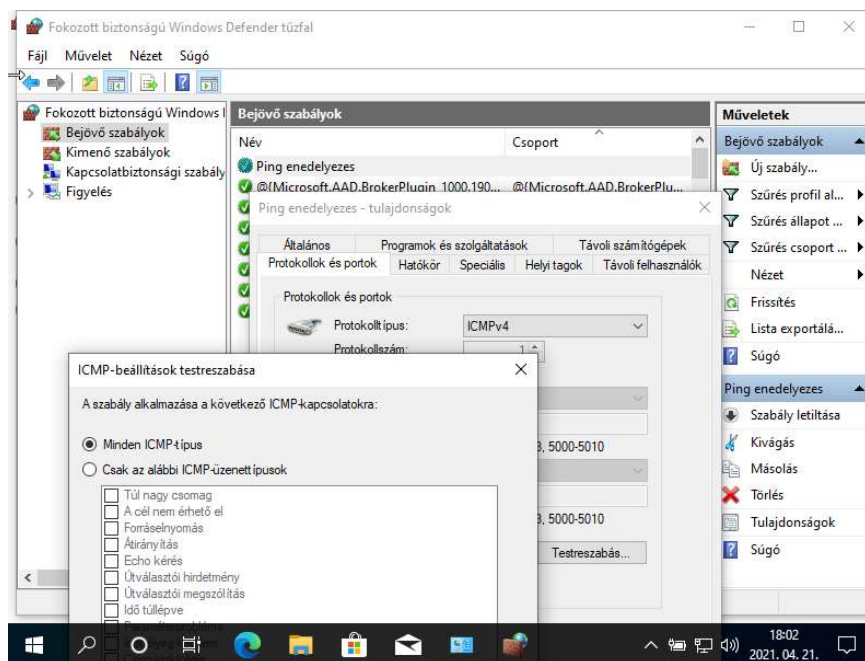 Fokozott biztonságú Windows Defender tűzfal
Fájl Művelet Nézet Súgó
Fokozott biztonságú Windows
Bejövő szabályok
Kimenő szabályok
Kapcsolatbiztonsági szabály
Figyelés
Bejövő szabályok
Név Csoport
Ping enedelyezes
@{Microsoft.AAD.BrokerPlugin_1000.190... @{Microsoft.AAD.BrokerPlu...
Ping enedelyezes - tulajdonságok
Általános Programok és szolgáltatások Távoli számítógépek
Protokollok és portok Hatókör Speciális Helyi tagok Távoli felhasználók
Protokollok és portok
Protokolltípus: ICMPv4
Protokollszám: 1
3, 5000-5010
3, 5000-5010
Testreszabás...
ICMP-beállítások testreszabása
A szabály alkalmazása a következő ICMP-kapcsolatokra:
Minden ICMP-típus
Csak az alábbi ICMP-üzenettípusok
Túl nagy csomag
A cél nem érhető el
Forráselnyomás
Átirányítás
Echo kérés
Útválasztói hirdetmény
Útválasztói megszólítás
Idő túllépve
Műveletek
Bejövő szabályok
Új szabály...
Szűrés profil al...
Szűrés állapot ...
Szűrés csoport ...
Nézet
Frissítés
Lista exportálá...
Súgó
Ping enedelyezes
Szabály letiltása
Kivágás
Másolás
Törlés
Tulajdonságok
Súgó
18:02
2021. 04. 21.